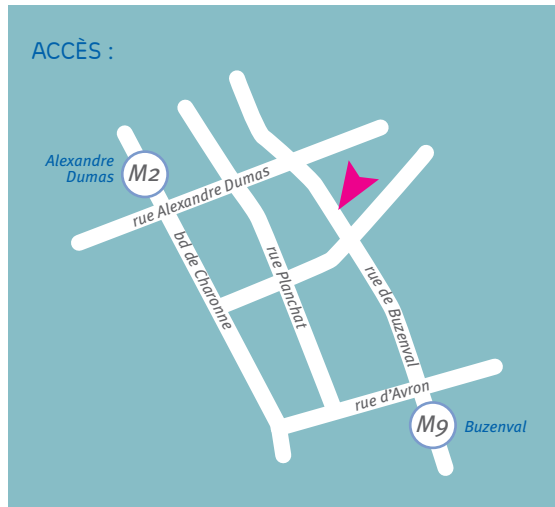 ACCÈS :
Alexandre
Dumas
M2
rue Alexandre Dumas
bd de Charonne
rue Planchat
rue de Buzenval
rue d'Avron
M9
Buzenval